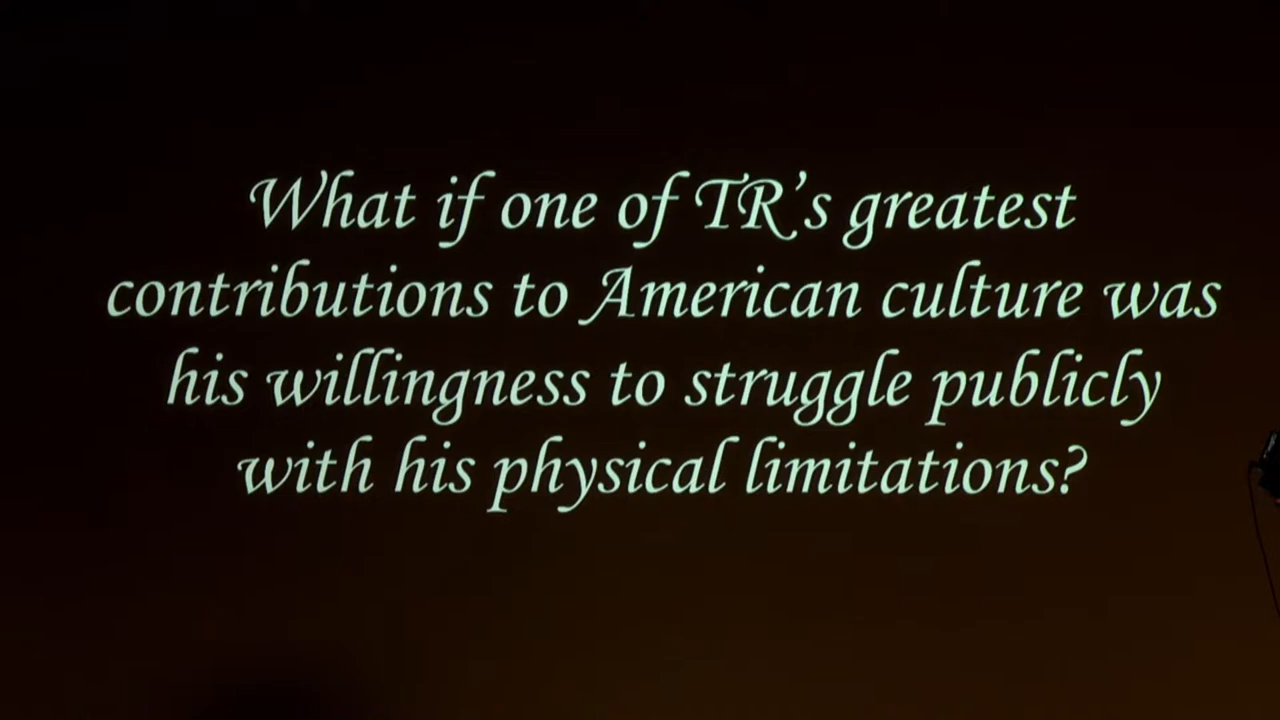 What if one of TR’s greatest
contributions to American culture was
his willingness to struggle publicly
with his physical limitations?